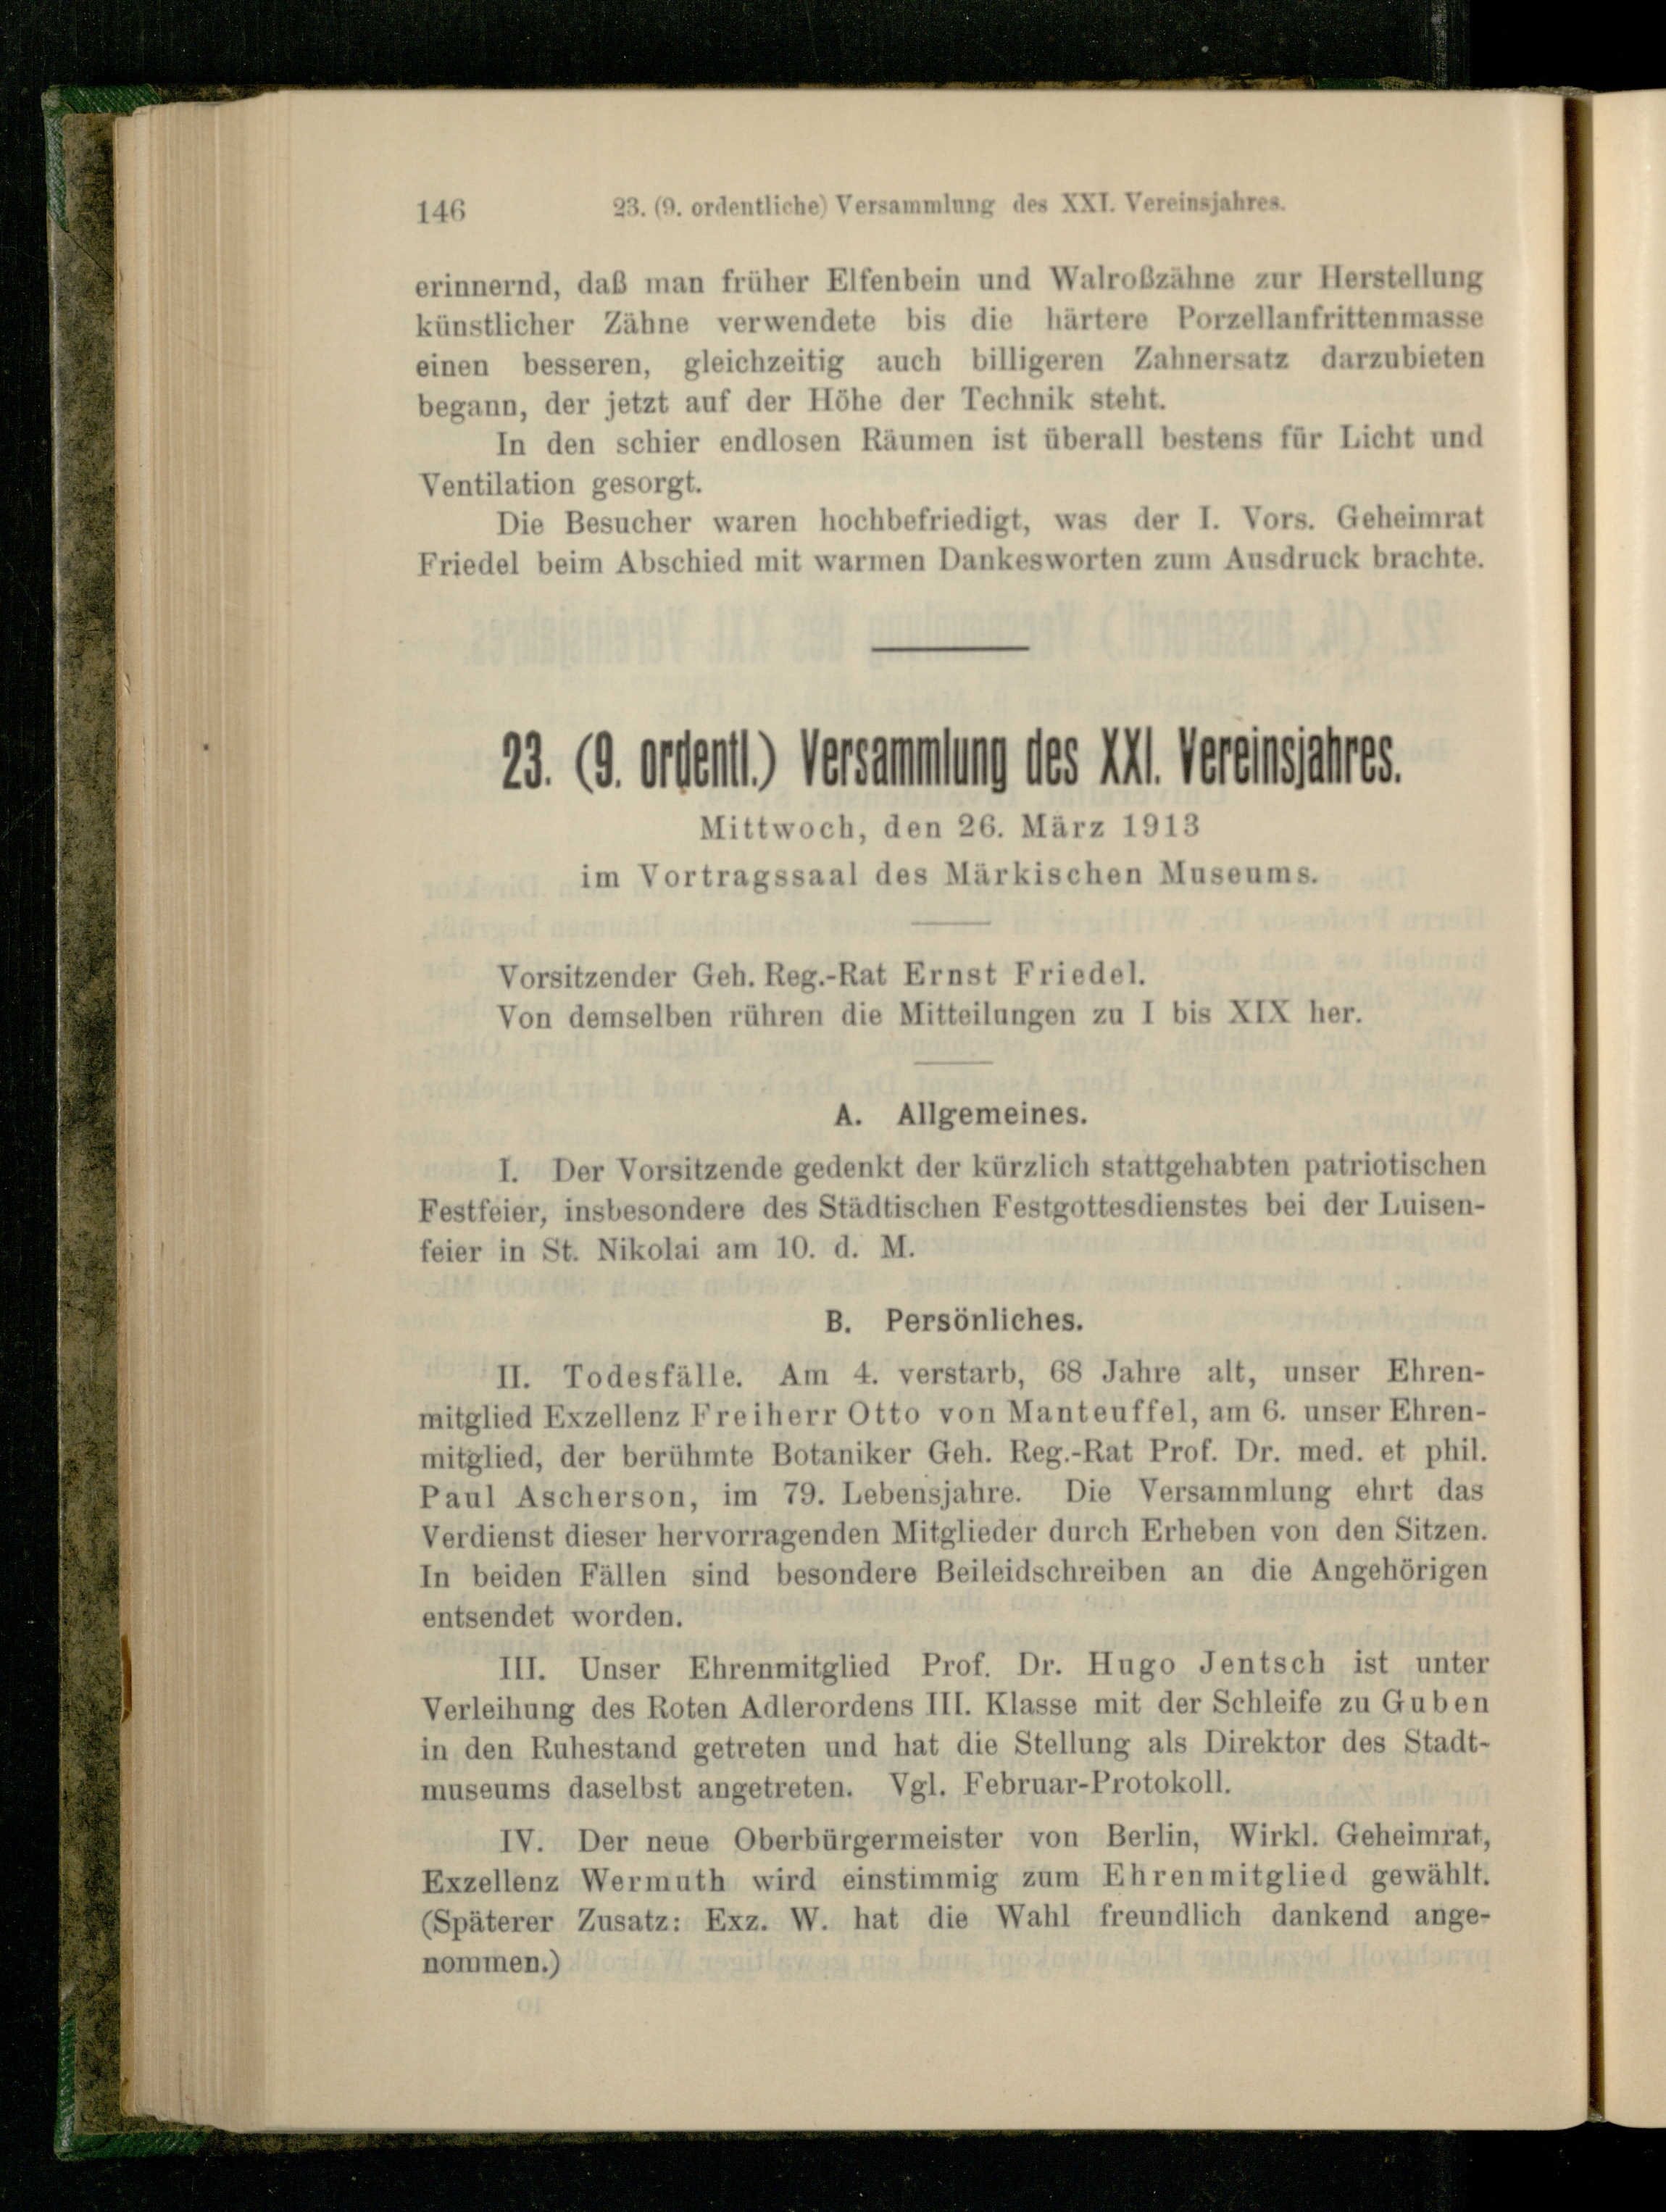 146
23. (9. ordentliche) Versammlung des XXI. Vereinsjahres.
erinnernd, daß man früher Elfenbein und Walroßzähne zur Herstellung
künstlicher Zähne verwendete bis die härtere Porzellanfrittenmasse
einen besseren, gleichzeitig auch billigeren Zahnersatz darzubieten
begann, der jetzt auf der Höhe der Technik steht.
In den schier endlosen Räumen ist überall bestens für Licht und
Ventilation gesorgt.
Die Besucher waren hochbefriedigt, was der I. Vors. Geheimrat
Friedel beim Abschied mit warmen Dankesworten zum Ausdruck brachte.
23. (9. ordentl.) Versammlung des XXI. Vereinsjahres.
Mittwoch, den 26. März 1913
im Vortragssaal des Märkischen Museums.
Vorsitzender Geh. Reg.-Rat Ernst Friedel.
Von demselben rühren die Mitteilungen zu I bis XIX her.
A. Allgemeines.
I. Der Vorsitzende gedenkt der kürzlich stattgehabten patriotischen
Festfeier, insbesondere des Städtischen Festgottesdienstes bei der Luisen-
feier in St. Nikolai am 10. d. M.
B. Persönliches.
II. Todesfälle. Am 4. verstarb, 68 Jahre alt, unser Ehren-
mitglied Exzellenz Freiherr Otto von Manteuffel, am 6. unser Ehren-
mitglied, der berühmte Botaniker Geh. Reg.-Rat Prof. Dr. med. et phil.
Paul Ascherson, im 79. Lebensjahre. Die Versammlung ehrt das
Verdienst dieser hervorragenden Mitglieder durch Erheben von den Sitzen.
In beiden Fällen sind besondere Beileidschreiben an die Angehörigen
entsendet worden.
III. Unser Ehrenmitglied Prof. Dr. Hugo Jentsch ist unter
Verleihung des Roten Adlerordens III. Klasse mit der Schleife zu Guben
in den Ruhestand getreten und hat die Stellung als Direktor des Stadt-
museums daselbst angetreten. Vgl. Februar-Protokoll.
IV. Der neue Oberbürgermeister von Berlin, Wirkl. Geheimrat,
Exzellenz Wermuth wird einstimmig zum Ehrenmitglied gewählt.
(Späterer Zusatz: Exz. W. hat die Wahl freundlich dankend ange-
nommen.)